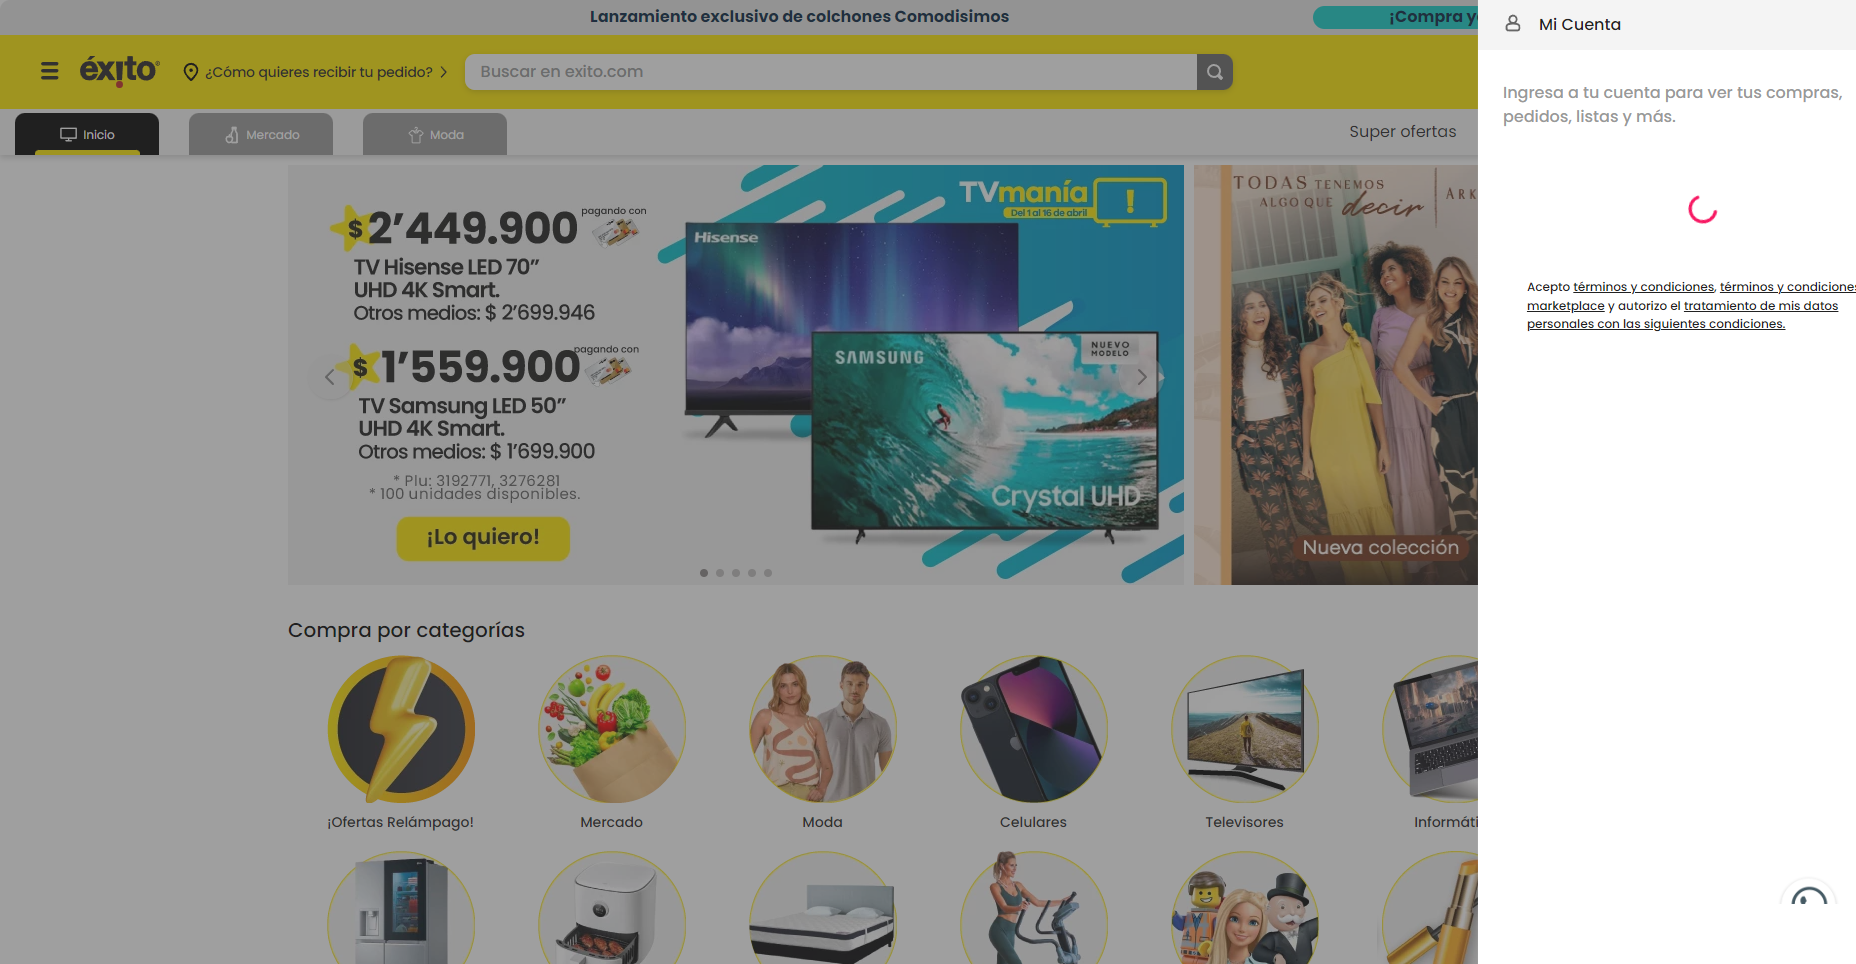 Lanzamiento exclusivo de colchones Comodisimos
¡Compra y
Mi Cuenta
éxito
¿Cómo quieres recibir tu pedido?
Buscar en exito.com
Inicio
Mercado
Moda
Super ofertas
Ingresa a tu cuenta para ver tus compras,
pedidos, listas y más.
Acepto términos y condiciones, términos y condiciones
marketplace y autorizo el tratamiento de mis datos
personales con las siguientes condiciones.
$2’449.900
pagando con
TV Hisense LED 70”
UHD 4K Smart.
Otros medios: $ 2’699.946
$1’559.900
pagando con
TV Samsung LED 50”
UHD 4K Smart.
Otros medios: $ 1’699.900
* Plu: 3192771, 3276281
* 100 unidades disponibles.
¡Lo quiero!
TVmanía
Del 1 al 16 de abril
Hisense
SAMSUNG
NUEVO
MODELO
Crystal UHD
TODAS TENEMOS
ALGO QUE decir
ARK
Nueva colección
Compra por categorías
¡Ofertas Relámpago!
Mercado
Moda
Celulares
Televisores
Informáti